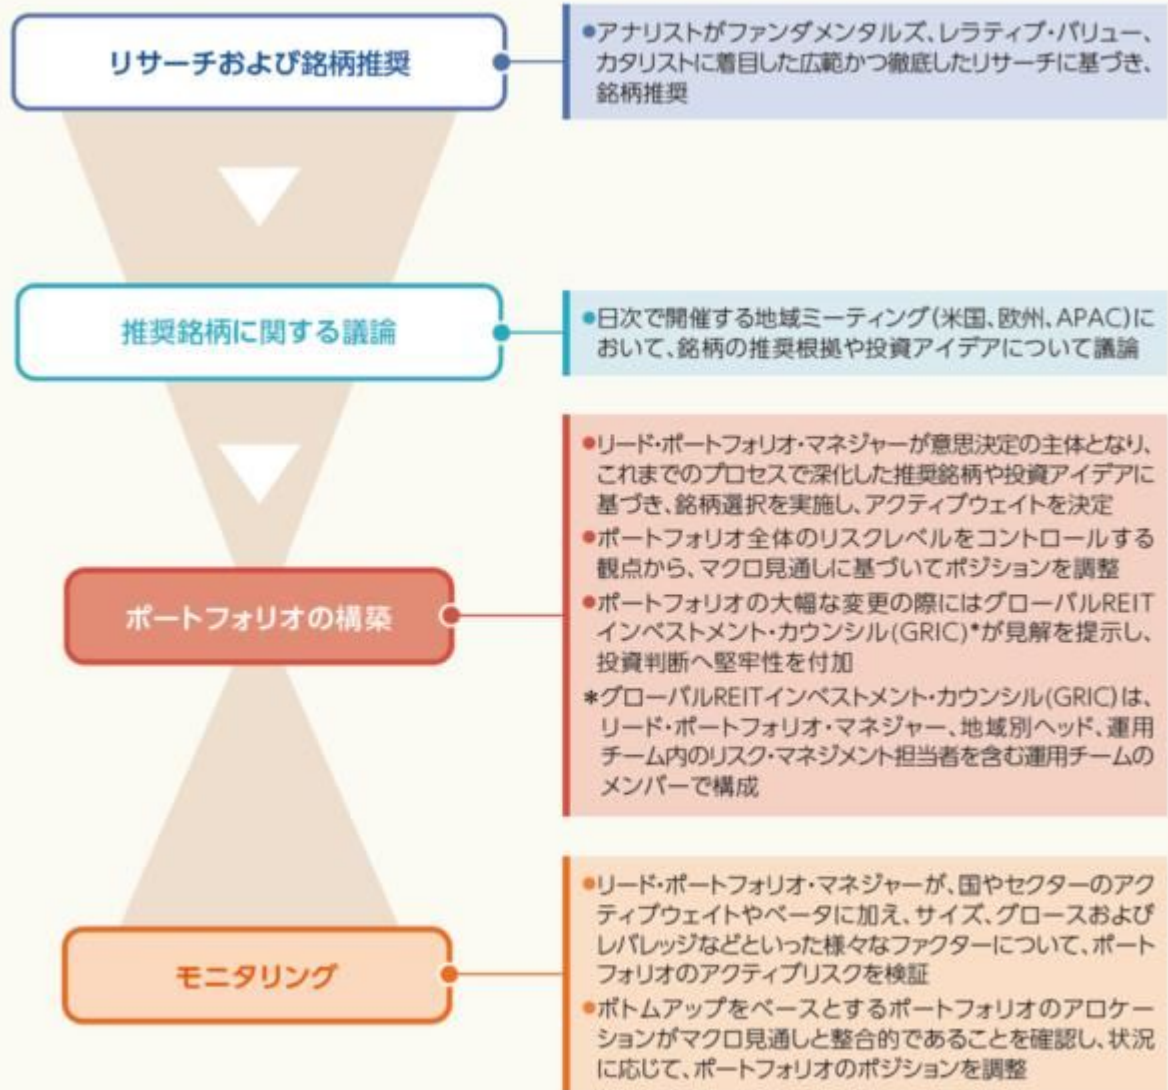 リサーチおよび銘柄推奨
●アナリストがファンダメンタルズ、レラティブ・バリュー、
カタリストに着目した広範かつ徹底したリサーチに基づき、
銘柄推奨
推奨銘柄に関する議論
●日次で開催する地域ミーティング(米国、欧州、APAC)に
おいて、銘柄の推奨根拠や投資アイデアについて議論
ポートフォリオの構築
●リード・ポートフォリオ・マネジャーが意思決定の主体となり、
これまでのプロセスで深化した推奨銘柄や投資アイデアに
基づき、銘柄選択を実施し、アクティブウェイトを決定
●ポートフォリオ全体のリスクレベルをコントロールする
観点から、マクロ見通しに基づいてポジションを調整
●ポートフォリオの大幅な変更の際にはグローバルREIT
インベストメント・カウンシル(GRIC)*が見解を提示し、
投資判断へ堅牢性を付加
*グローバルREITインベストメント・カウンシル(GRIC)は、
リード・ポートフォリオ・マネジャー、地域別ヘッド、運用
チーム内のリスク・マネジメント担当者を含む運用チームの
メンバーで構成
モニタリング
●リード・ポートフォリオ・マネジャーが、国やセクターのアク
ティブウェイトやベータに加え、サイズ、グロースおよび
レバレッジなどといった様々なファクターについて、ポート
フォリオのアクティブリスクを検証
●ボトムアップをベースとするポートフォリオのアロケー
ションがマクロ見通しと整合的であることを確認し、状況
に応じて、ポートフォリオのポジションを調整